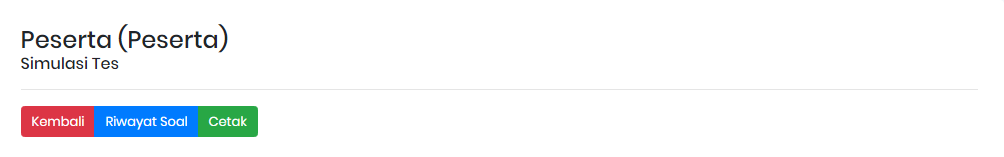 Peserta (Peserta)
Simulasi Tes
Kembali Riwayat Soal Cetak